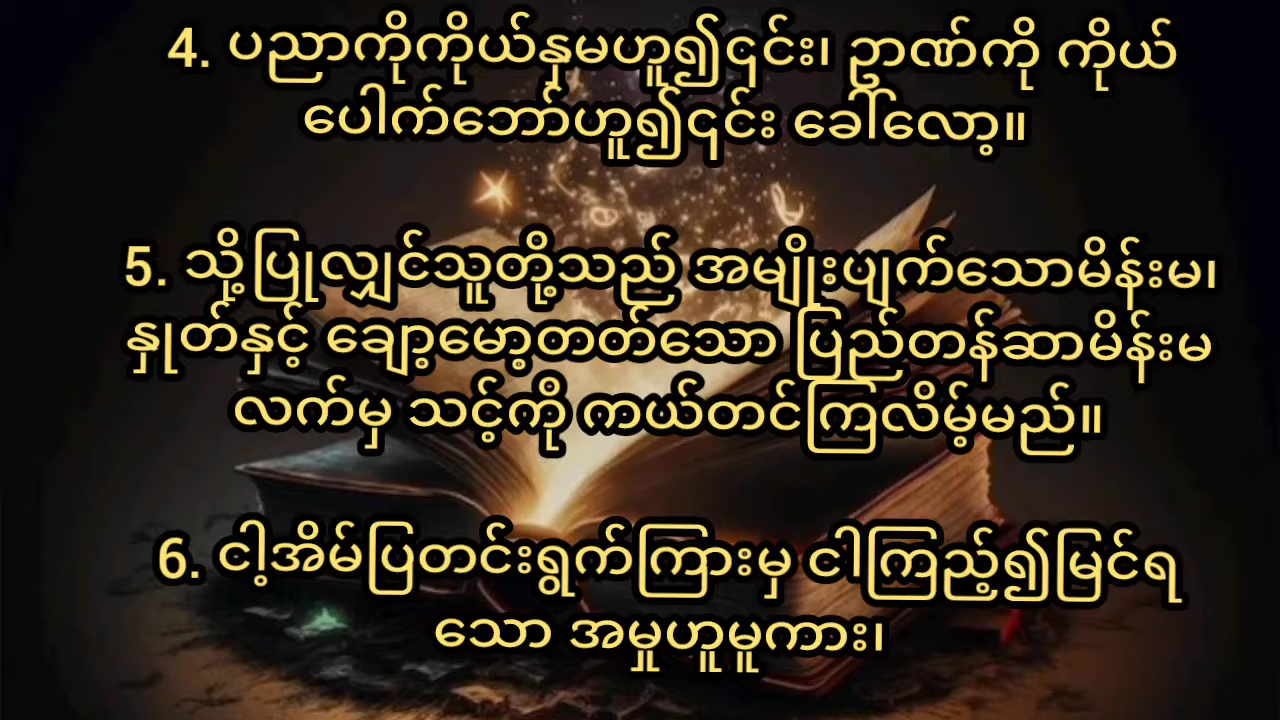 4. ပညာကိုကိုယ်နှမဟူ၍၎င်း၊ ဥာဏ်ကို ကိုယ်
ပေါက်ဘော်ဟူ၍၎င်း ခေါ်လော့။
5. သို့ပြုလျှင်သူတို့သည် အမျိုးပျက်သောမိန်းမ၊
နှုတ်နှင့် ချော့မော့တတ်သော ပြည်တန်ဆာမိန်းမ
လက်မှ သင့်ကို ကယ်တင်ကြလိမ့်မည်။
6. ငါ့အိမ်ပြတင်းရွက်ကြားမှ ငါကြည့်၍မြင်ရ
သော အမှုဟူမူကား၊